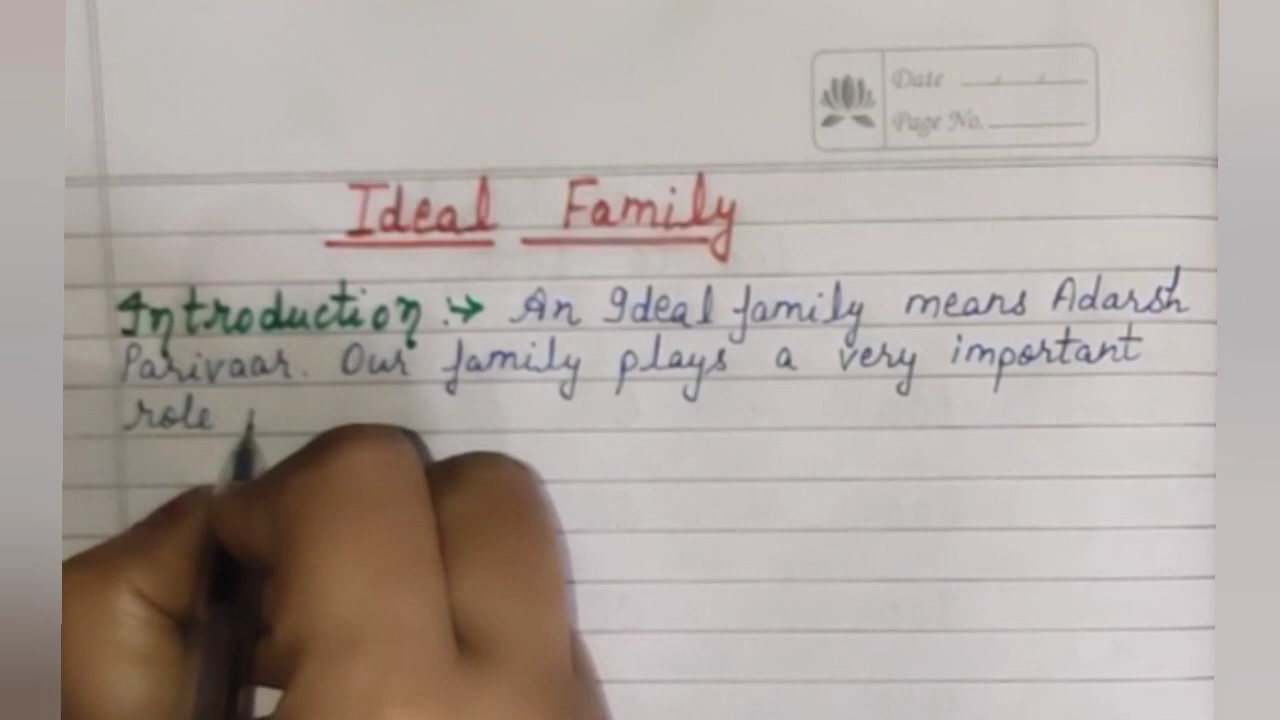 Date
Page No.
Ideal Family
Introduction :→ An Ideal family means Adarsh
Parivaar. Our family plays a very important
role